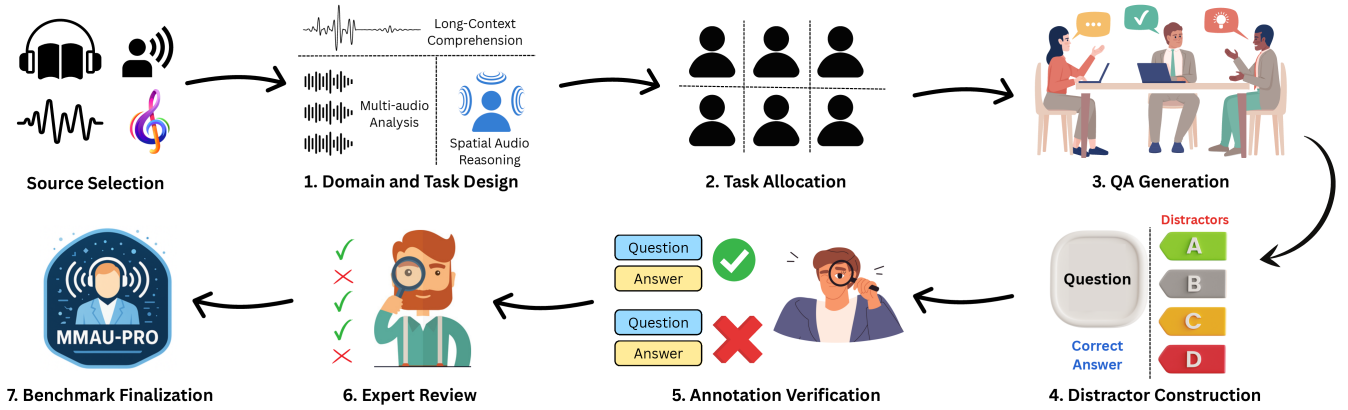 Long-Context
Comprehension
Multi-audio
Analysis
Spatial Audio
Reasoning
Source Selection
1. Domain and Task Design
2. Task Allocation
3. QA Generation
Distractors
A
B
C
D
Question
Correct
Answer
4. Distractor Construction
Question
Answer
Question
Answer
5. Annotation Verification
6. Expert Review
MMAU-PRO
7. Benchmark Finalization